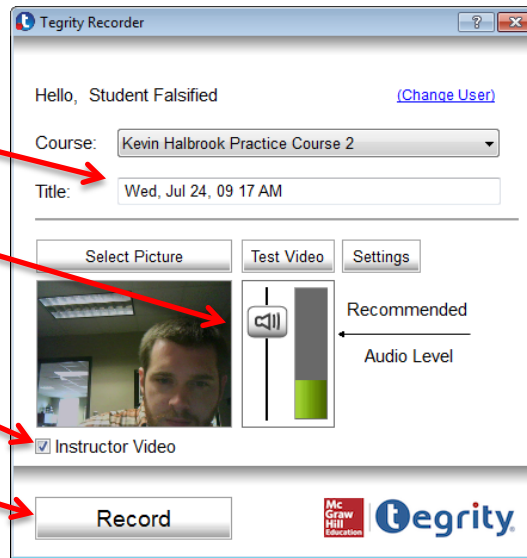 Tegrity Recorder
Hello, Student Falsified
(Change User)
Course: Kevin Halbrook Practice Course 2
Title: Wed, Jul 24, 09 17 AM
Select Picture Test Video Settings
Recommended
Audio Level
Instructor Video
Record
Mc
Graw
Hill
Education
tegrity